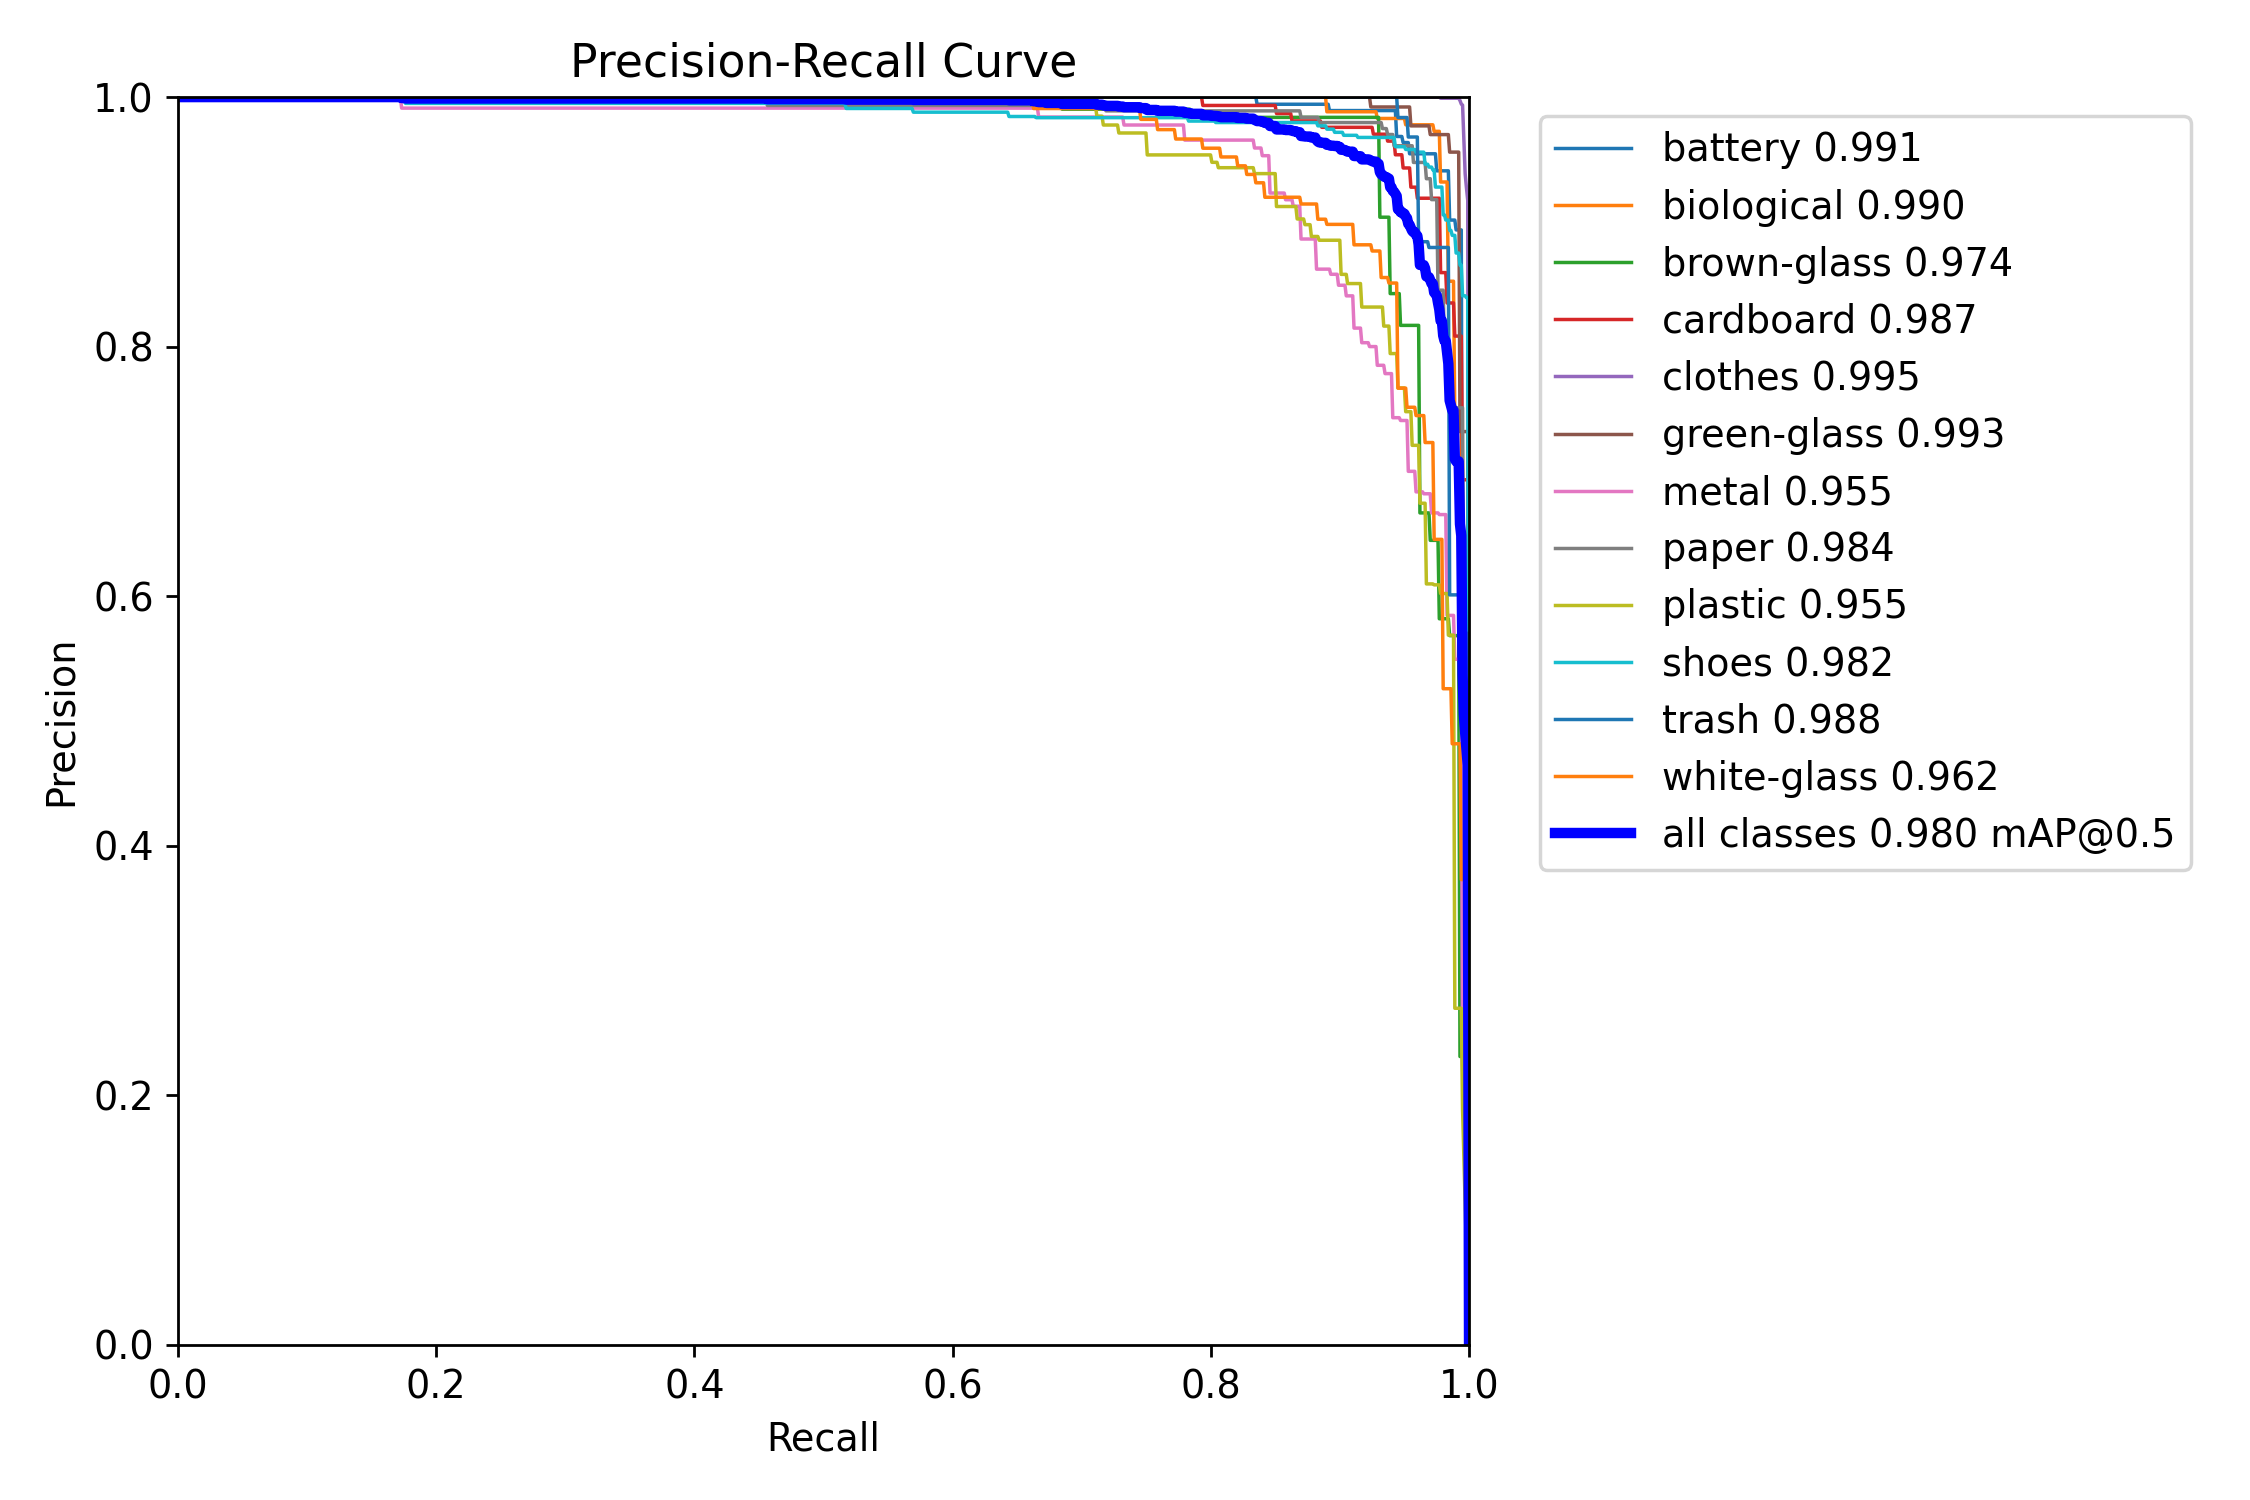 Precision-Recall Curve
1.0
0.8
0.6
0.4
0.2
0.0
Precision
0.0 0.2 0.4 0.6 0.8 1.0
Recall
battery 0.991
biological 0.990
brown-glass 0.974
cardboard 0.987
clothes 0.995
green-glass 0.993
metal 0.955
paper 0.984
plastic 0.955
shoes 0.982
trash 0.988
white-glass 0.962
all classes 0.980 mAP@0.5